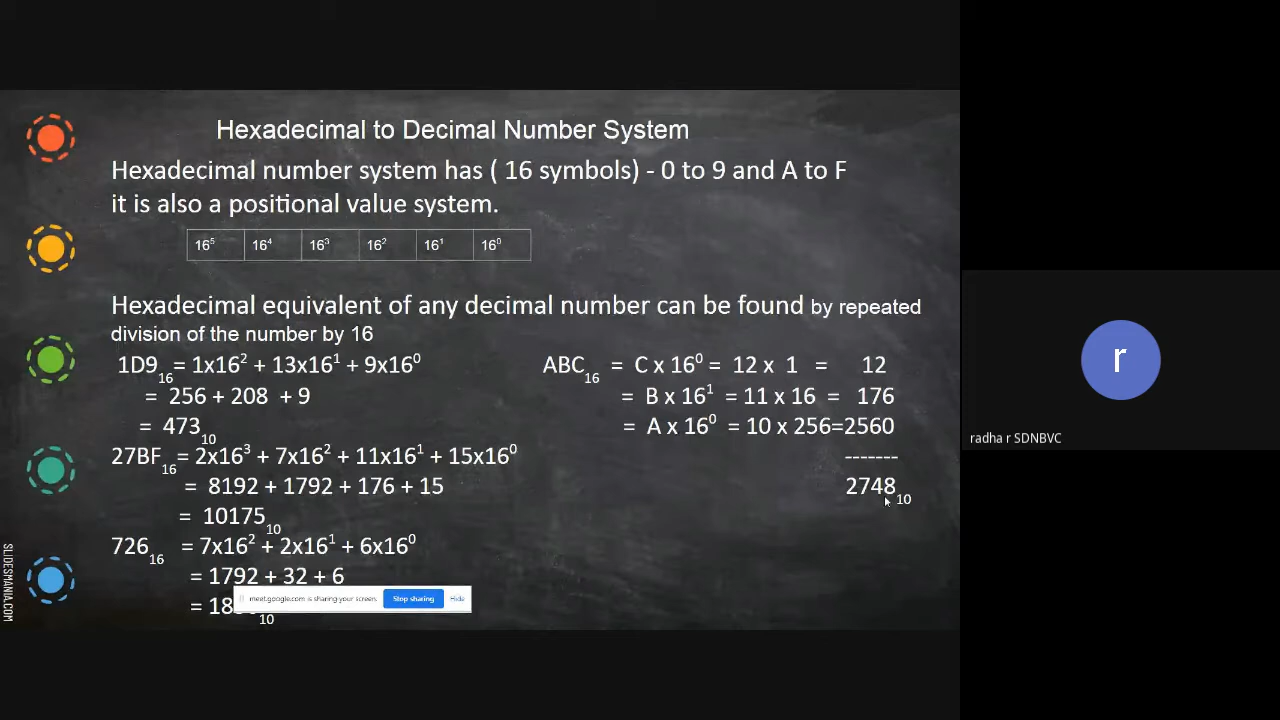 Hexadecimal to Decimal Number System
Hexadecimal number system has ( 16 symbols) - 0 to 9 and A to F
it is also a positional value system.
16⁵ 16⁴ 16³ 16² 16¹ 16⁰
Hexadecimal equivalent of any decimal number can be found by repeated
division of the number by 16
1D9₁₆ = 1x16² + 13x16¹ + 9x16⁰
= 256 + 208 + 9
= 473₁₀
27BF₁₆ = 2x16³ + 7x16² + 11x16¹ + 15x16⁰
= 8192 + 1792 + 176 + 15
= 10175₁₀
726₁₆ = 7x16² + 2x16¹ + 6x16⁰
= 1792 + 32 + 6
meet.google.com is sharing your screen. Stop sharing Hide
= 18 ₁₀
ABC₁₆ = C x 16⁰ = 12 x 1 = 12
= B x 16¹ = 11 x 16 = 176
= A x 16⁰ = 10 x 256=2560
-------
2748₁₀
SLIDESMANIA.COM
r
radha r SDNBVC